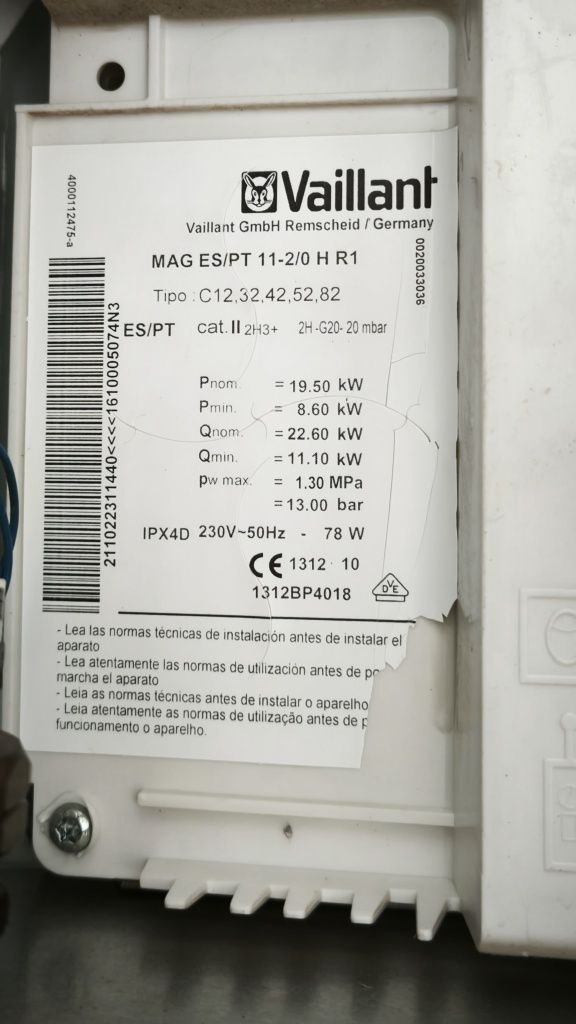 4000112475-a
Vaillant
Vaillant GmbH Remscheid / Germany
0020033036
MAG ES/PT 11-2/0 H R1
Tipo : C12,32,42,52,82
ES/PT cat. II 2H3+ 2H -G20- 20 mbar
Pnom. = 19.50 kW
Pmin. = 8.60 kW
Qnom. = 22.60 kW
Qmin. = 11.10 kW
pw max. = 1.30 MPa
= 13.00 bar
IPX4D 230V~50Hz - 78 W
CE 1312 10
1312BP4018
DVE
211022311440<<<<1610005074N3
- Lea las normas técnicas de instalación antes de instalar el
aparato
- Lea atentamente las normas de utilización antes de
marcha el aparato
- Leia as normas técnicas antes de instalar o aparelho
- Leia atentamente as normas de utilização antes de
funcionamento o aparelho.